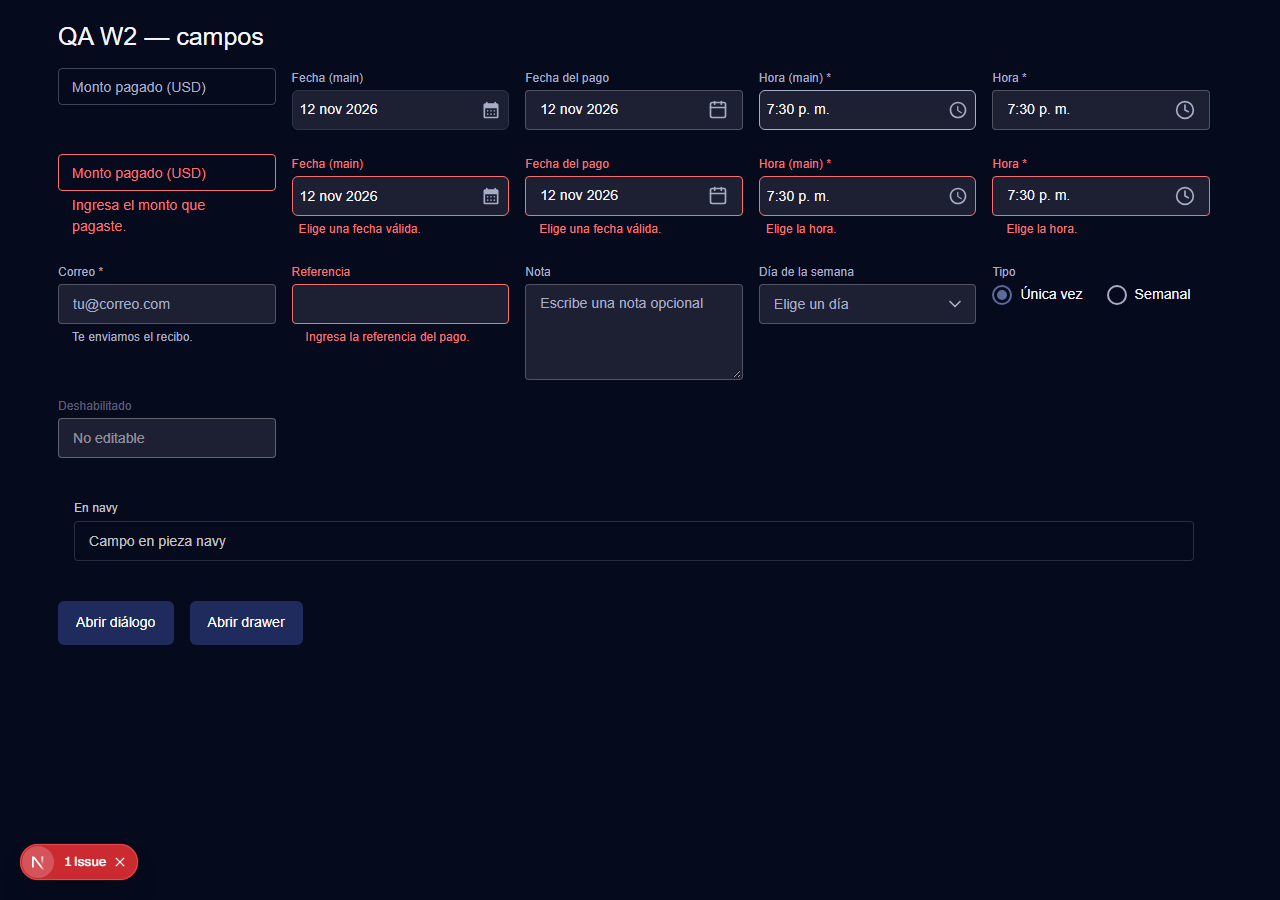 QA W2 — campos
Monto pagado (USD)
Fecha (main)
12 nov 2026
Fecha del pago
12 nov 2026
Hora (main) *
7:30 p. m.
Hora *
7:30 p. m.
Monto pagado (USD)
Ingresa el monto que
pagaste.
Fecha (main)
12 nov 2026
Elige una fecha válida.
Fecha del pago
12 nov 2026
Elige una fecha válida.
Hora (main) *
7:30 p. m.
Elige la hora.
Hora *
7:30 p. m.
Elige la hora.
Correo *
tu@correo.com
Te enviamos el recibo.
Referencia
Ingresa la referencia del pago.
Nota
Escribe una nota opcional
Día de la semana
Elige un día
Tipo
Única vez
Semanal
Deshabilitado
No editable
En navy
Campo en pieza navy
Abrir diálogo
Abrir drawer
N
1 Issue